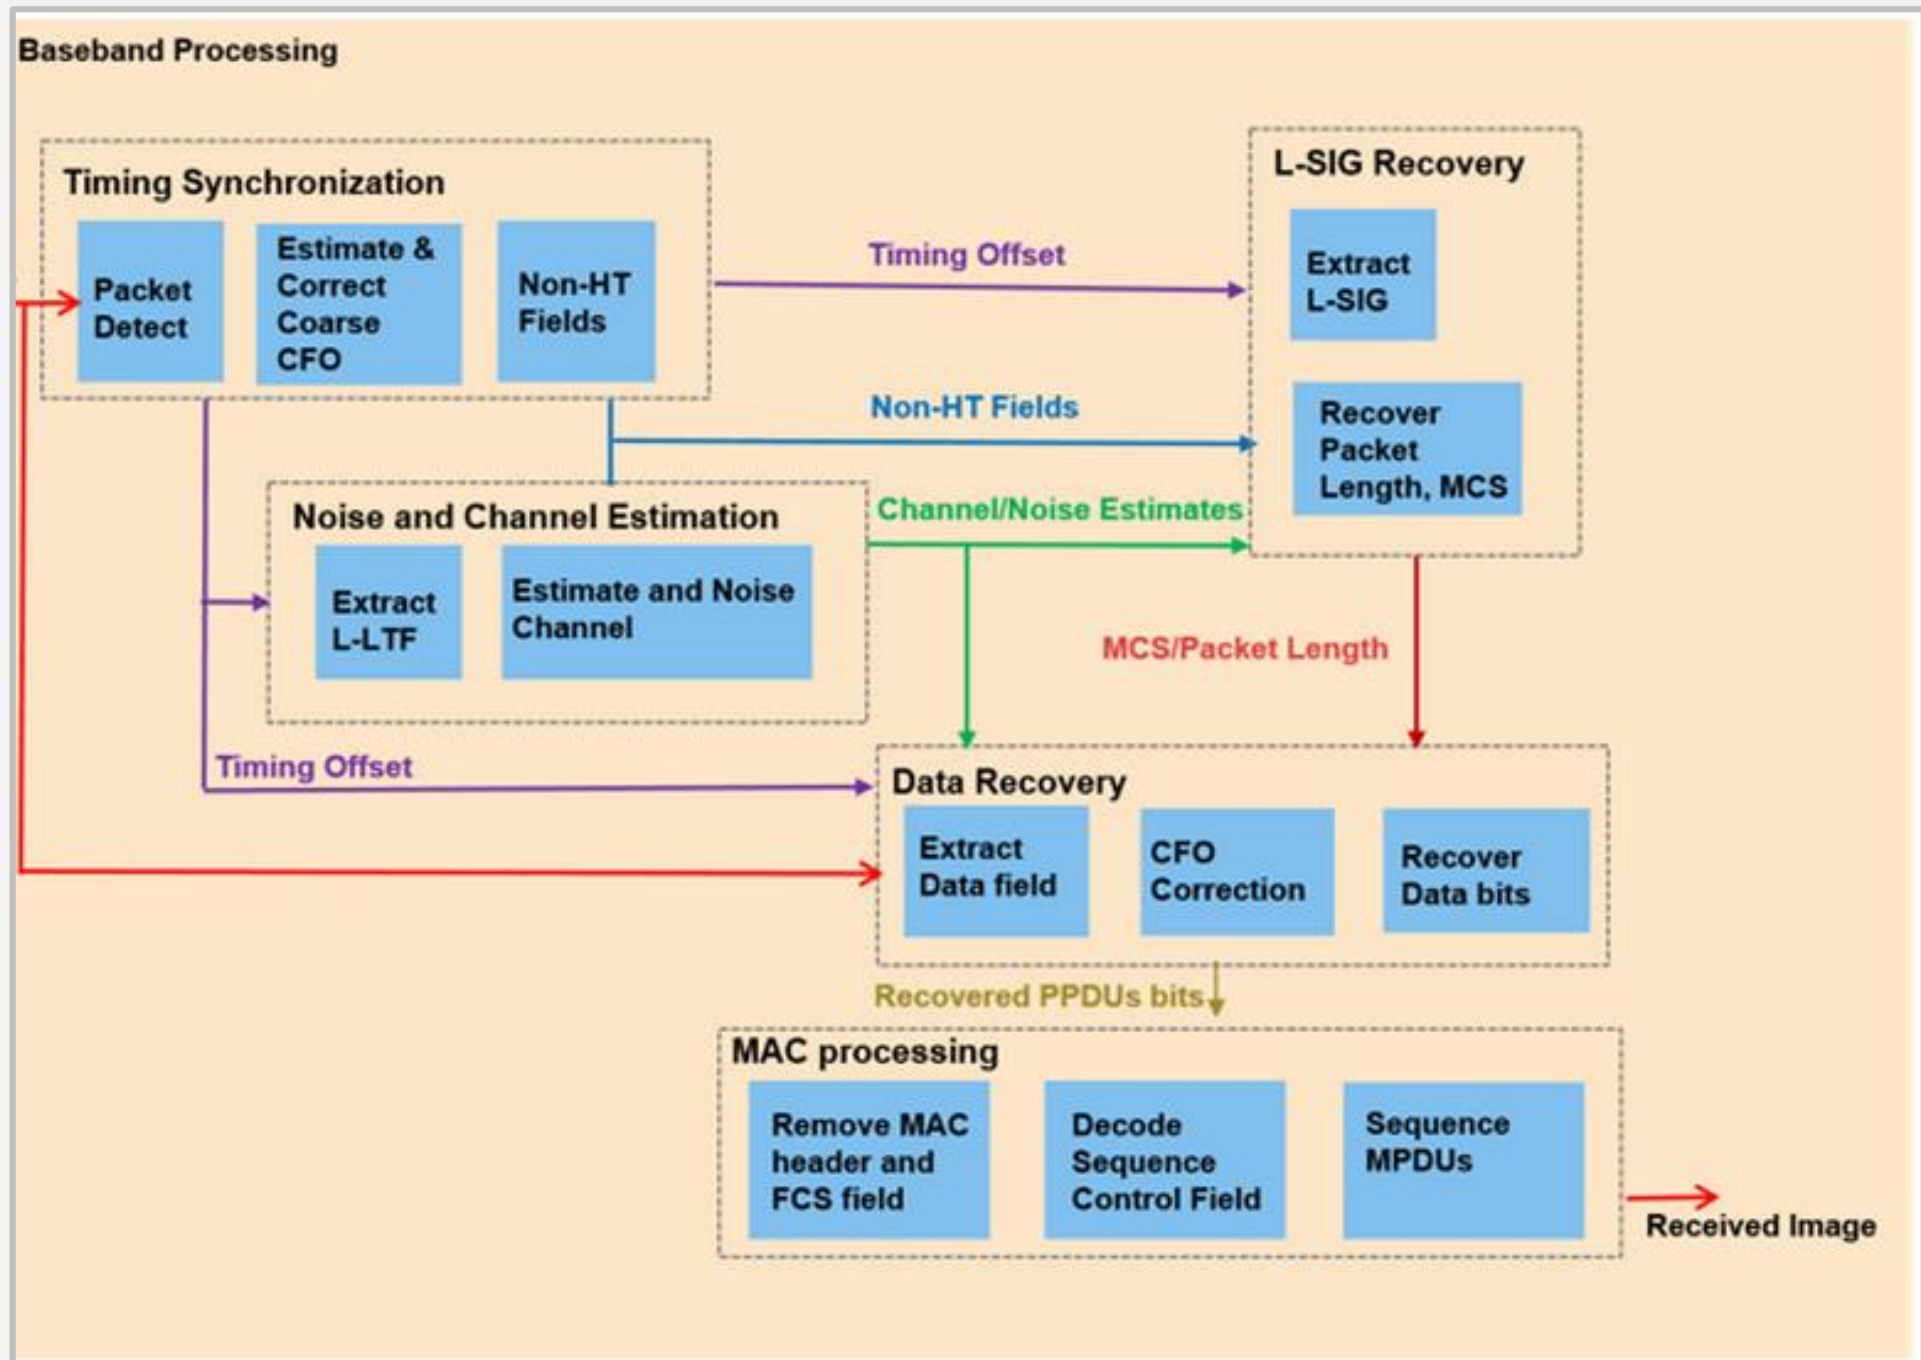 Baseband Processing
Timing Synchronization
Packet
Detect
Estimate &
Correct
Coarse
CFO
Non-HT
Fields
Timing Offset
L-SIG Recovery
Extract
L-SIG
Recover
Packet
Length, MCS
Non-HT Fields
Noise and Channel Estimation
Extract
L-LTF
Estimate and Noise
Channel
Channel/Noise Estimates
MCS/Packet Length
Timing Offset
Data Recovery
Extract
Data field
CFO
Correction
Recover
Data bits
Recovered PPDUs bits
MAC processing
Remove MAC
header and
FCS field
Decode
Sequence
Control Field
Sequence
MPDUs
Received Image